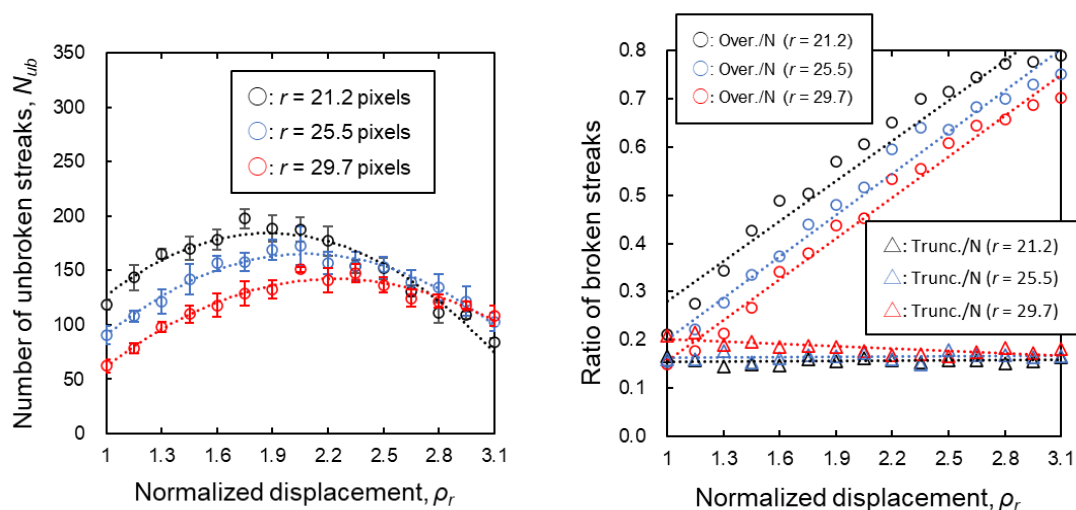 Number of unbroken streaks, Nub
350
300
250
200
150
100
50
0
○: r = 21.2 pixels
○: r = 25.5 pixels
○: r = 29.7 pixels
1 1.3 1.6 1.9 2.2 2.5 2.8 3.1
Normalized displacement, ρr
Ratio of broken streaks
○: Over./N (r = 21.2)
○: Over./N (r = 25.5)
○: Over./N (r = 29.7)
0.8
0.7
0.6
0.5
0.4
0.3
0.2
0.1
0.0
△: Trunc./N (r = 21.2)
△: Trunc./N (r = 25.5)
△: Trunc./N (r = 29.7)
1 1.3 1.6 1.9 2.2 2.5 2.8 3.1
Normalized displacement, ρr